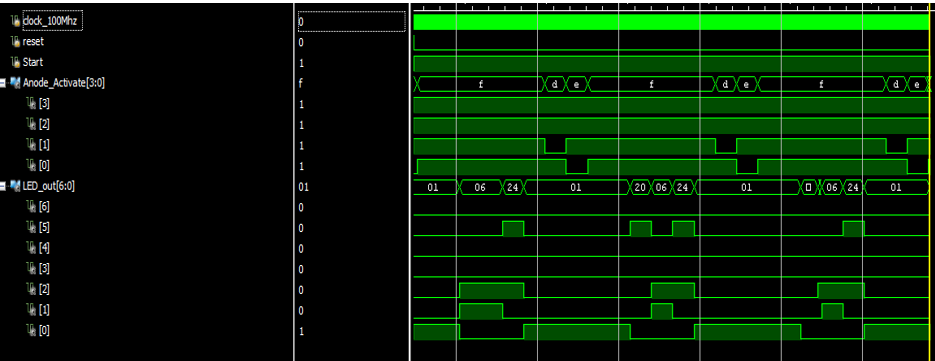 clock_100Mhz 0
reset 0
Start 1
Anode_Activate[3:0] f f d e f d e f d e
[3] 1
[2] 1
[1] 1
[0] 1
LED_out[6:0] 01 01 06 24 01 20 06 24 01 06 24 01
[6] 0
[5] 0
[4] 0
[3] 0
[2] 0
[1] 0
[0] 1